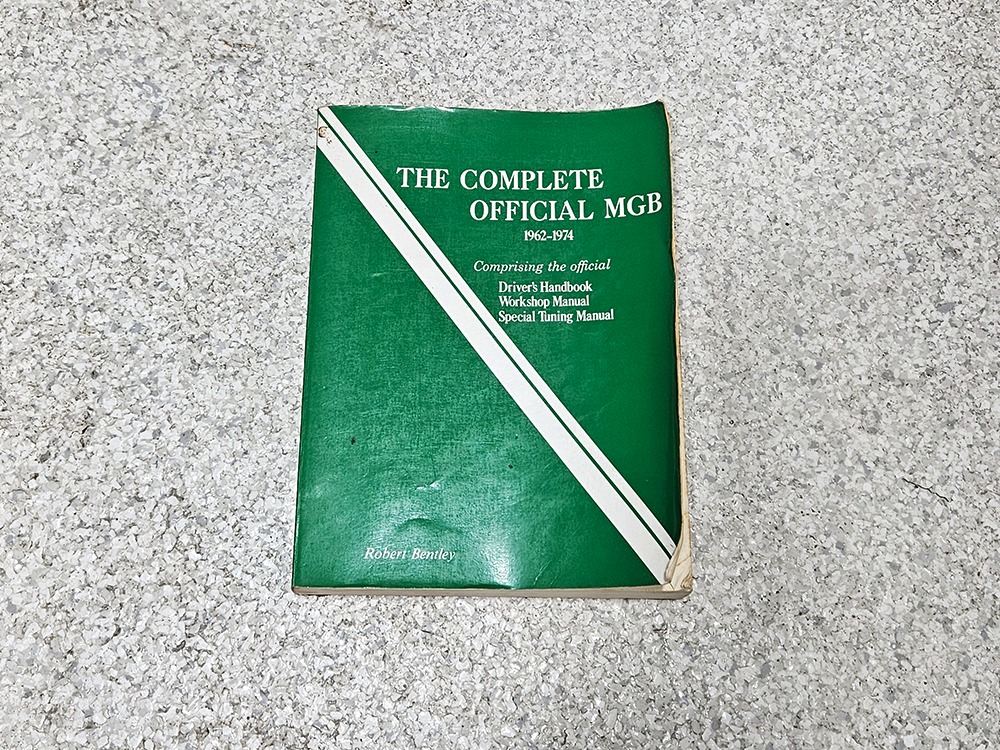 THE COMPLETE
OFFICIAL MGB
1962-1974
Comprising the official
Driver's Handbook
Workshop Manual
Special Tuning Manual
Robert Bentley